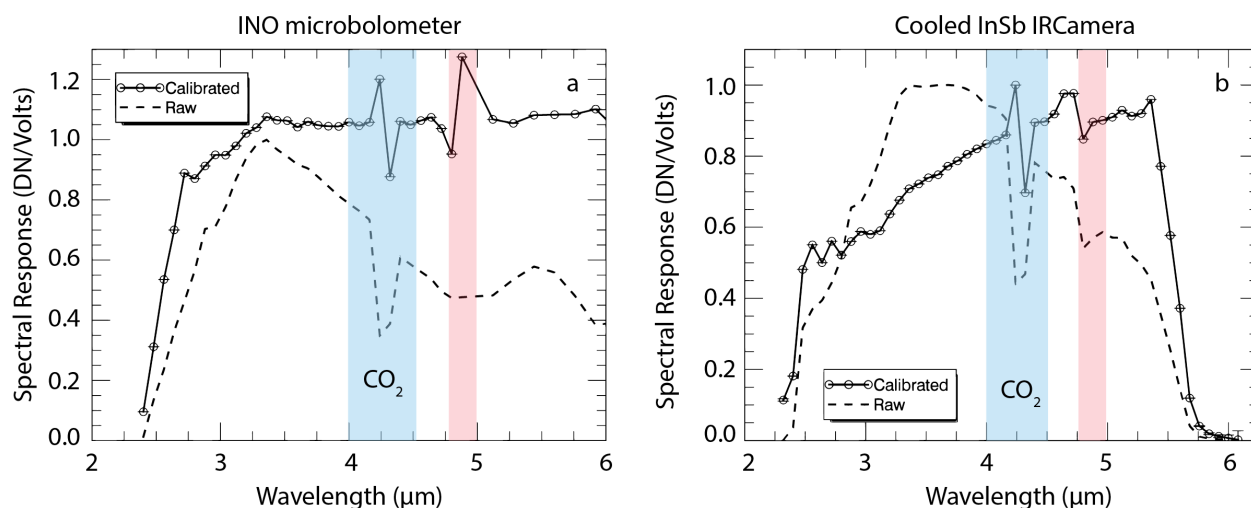 INO microbolometer
a
Calibrated
Raw
CO2
Spectral Response (DN/Volts)
1.2
1.0
0.8
0.6
0.4
0.2
0.0
2 3 4 5 6
Wavelength (μm)
Cooled InSb IRCamera
b
Calibrated
Raw
CO2
Spectral Response (DN/Volts)
1.0
0.8
0.6
0.4
0.2
0.0
2 3 4 5 6
Wavelength (μm)